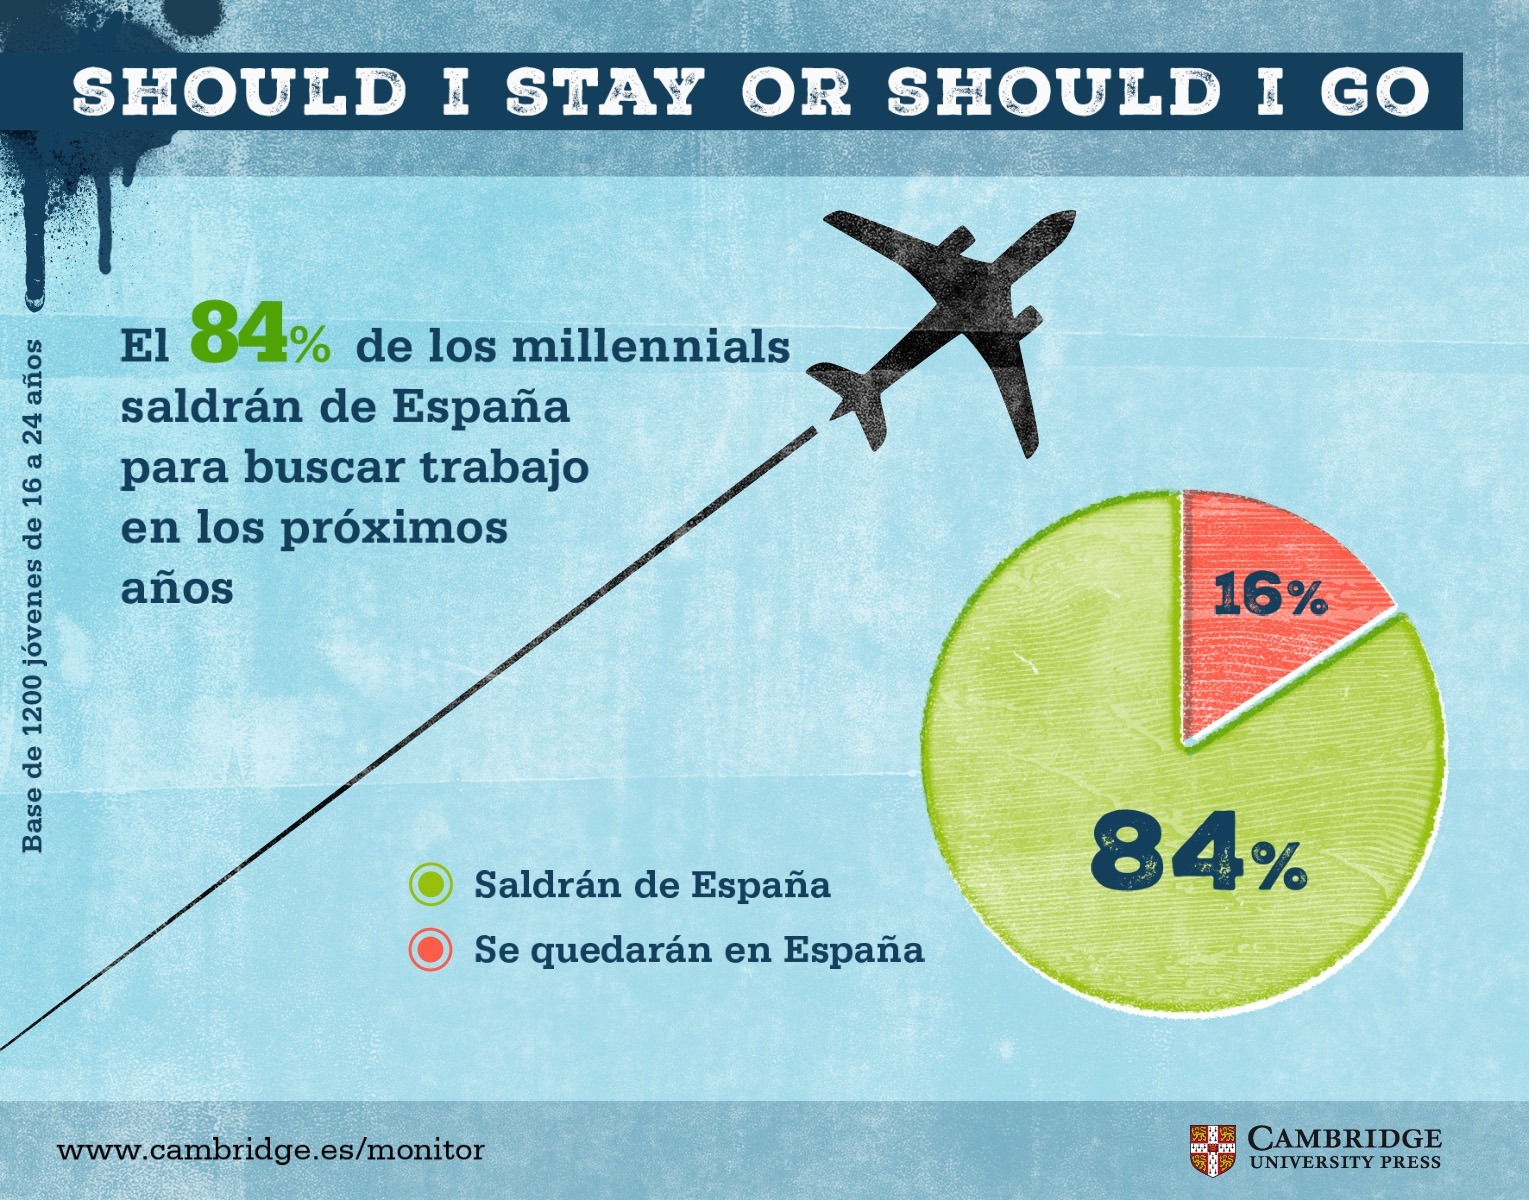 SHOULD I STAY OR SHOULD I GO
El 84% de los millennials
saldrán de España
para buscar trabajo
en los próximos
años
Base de 1200 jóvenes de 16 a 24 años
16%
84%
Saldrán de España
Se quedarán en España
www.cambridge.es/monitor
CAMBRIDGE
UNIVERSITY PRESS